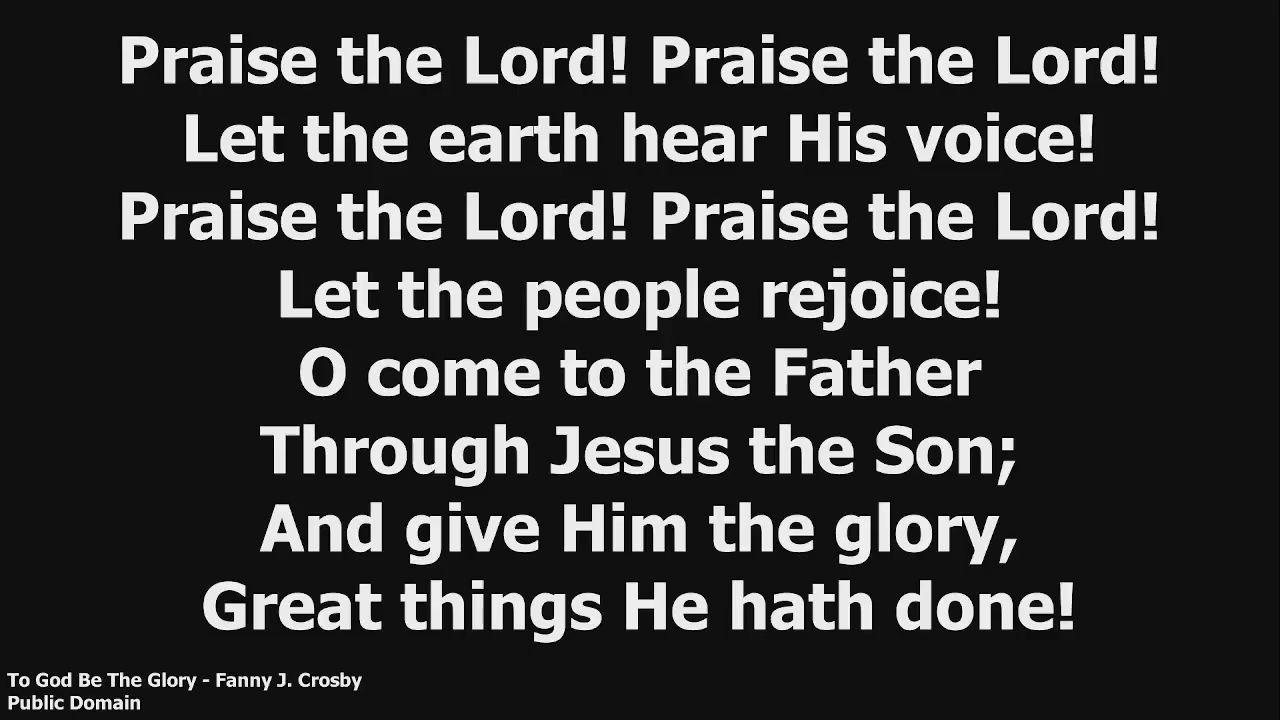 Praise the Lord! Praise the Lord!
Let the earth hear His voice!
Praise the Lord! Praise the Lord!
Let the people rejoice!
O come to the Father
Through Jesus the Son;
And give Him the glory,
Great things He hath done!
To God Be The Glory - Fanny J. Crosby
Public Domain